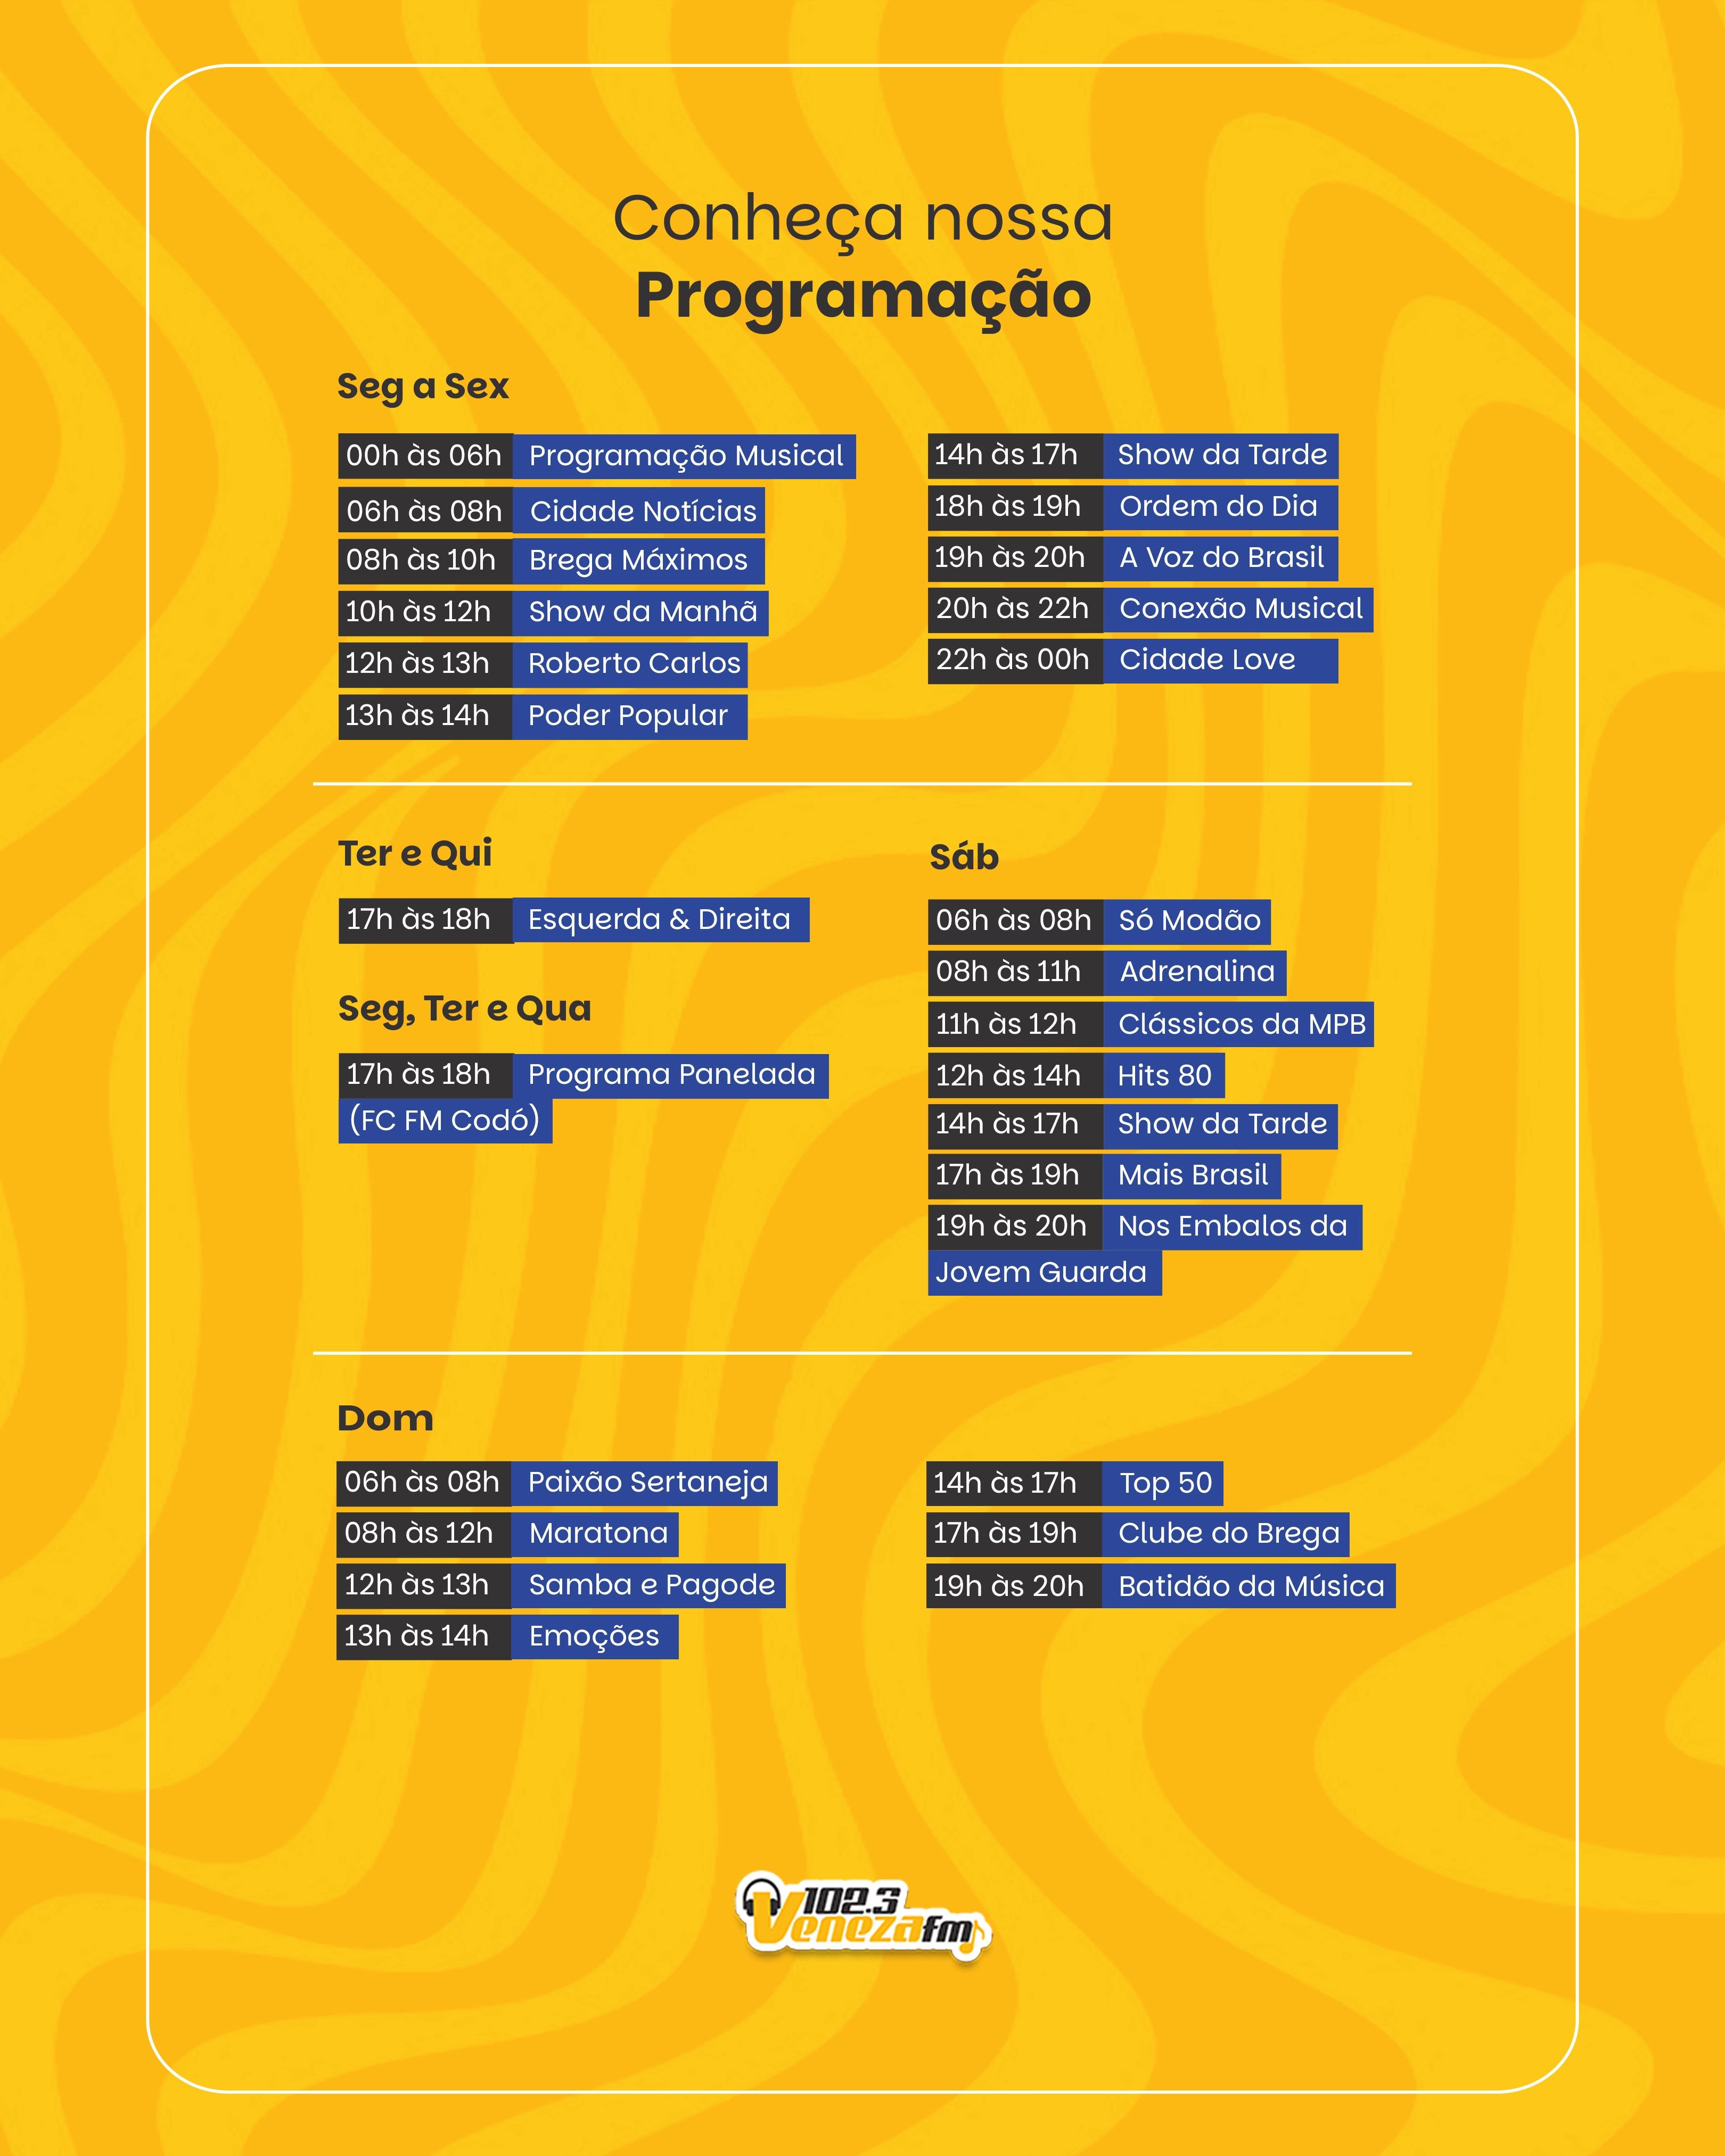 Conheça nossa
Programação
Seg a Sex
00h às 06h Programação Musical
06h às 08h Cidade Notícias
08h às 10h Brega Máximos
10h às 12h Show da Manhã
12h às 13h Roberto Carlos
13h às 14h Poder Popular
14h às 17h Show da Tarde
18h às 19h Ordem do Dia
19h às 20h A Voz do Brasil
20h às 22h Conexão Musical
22h às 00h Cidade Love
Ter e Qui
17h às 18h Esquerda & Direita
Seg, Ter e Qua
17h às 18h Programa Panelada
(FC FM Codó)
Sáb
06h às 08h Só Modão
08h às 11h Adrenalina
11h às 12h Clássicos da MPB
12h às 14h Hits 80
14h às 17h Show da Tarde
17h às 19h Mais Brasil
19h às 20h Nos Embalos da
Jovem Guarda
Dom
06h às 08h Paixão Sertaneja
08h às 12h Maratona
12h às 13h Samba e Pagode
13h às 14h Emoções
14h às 17h Top 50
17h às 19h Clube do Brega
19h às 20h Batidão da Música
102.3
Veneza fm